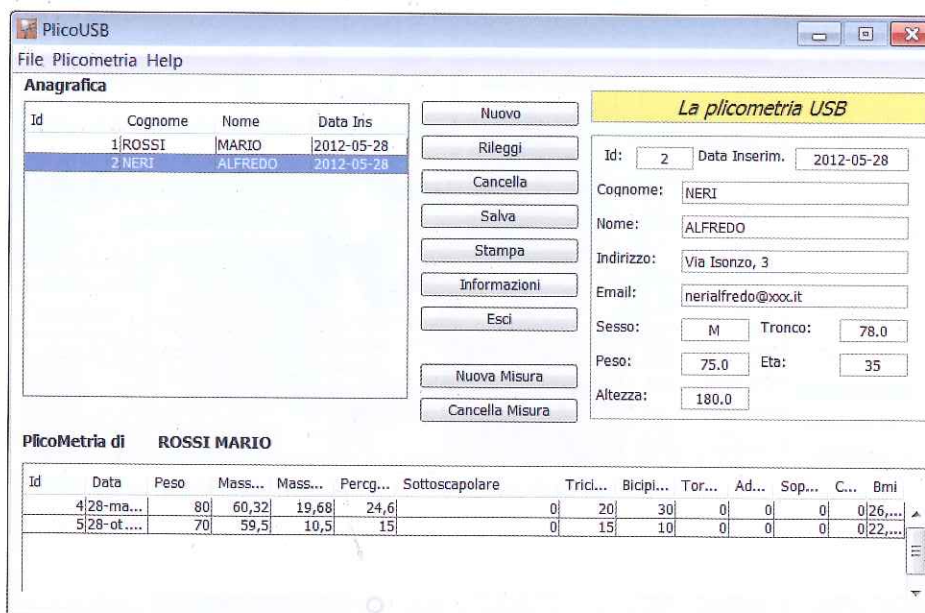 PlicoUSB
File Plicometria Help
Anagrafica
Id Cognome Nome Data Ins
1 ROSSI MARIO 2012-05-28
2 NERI ALFREDO 2012-05-28
Nuovo
Rileggi
Cancella
Salva
Stampa
Informazioni
Esci
Nuova Misura
Cancella Misura
La plicometria USB
Id: 2 Data Inserim. 2012-05-28
Cognome: NERI
Nome: ALFREDO
Indirizzo: Via Isonzo, 3
Email: nerialfredo@xxx.it
Sesso: M Tronco: 78.0
Peso: 75.0 Eta: 35
Altezza: 180.0
PlicoMetria di ROSSI MARIO
Id Data Peso Mass... Mass... Percg... Sottoscapolare Trici... Bicipi... Tor... Ad... Sop... C... Bmi
4 28-ma... 80 60,32 19,68 24,6 0 20 30 0 0 0 0 26,...
5 28-ot... 70 59,5 10,5 15 0 15 10 0 0 0 0 22,...